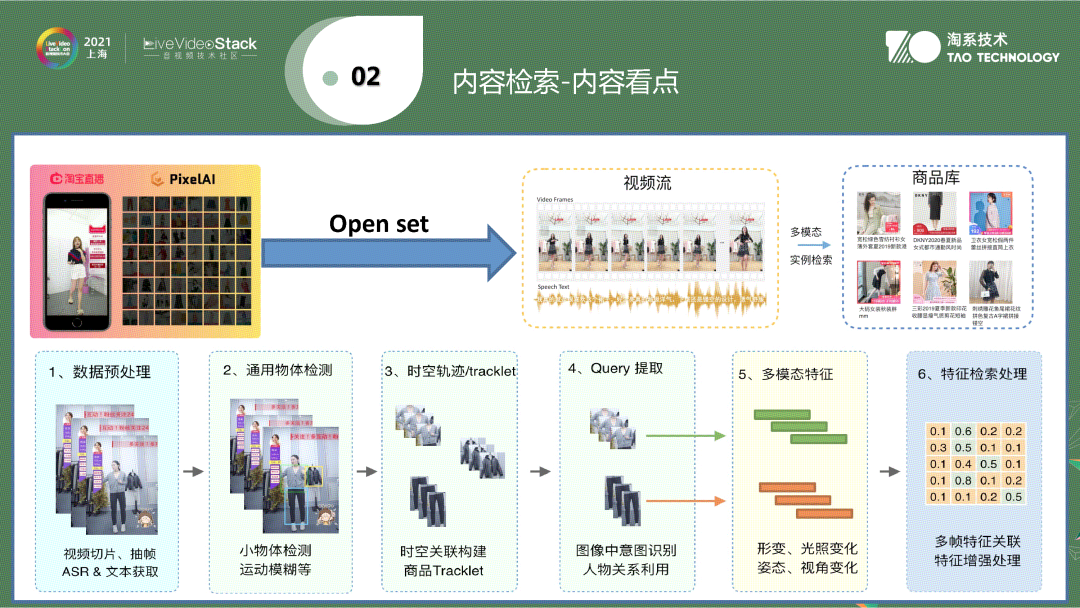 Live Video
Stack on
2021
上海
LiveVideoStack
音视频技术社区
02
内容检索-内容看点
淘系技术
TAO TECHNOLOGY
淘宝直播
PixelAI
Open set
视频流
Video Frames
Speech Text
多模态
实例检索
商品库
DKNY
1、数据预处理
视频切片、抽帧
ASR & 文本获取
2、通用物体检测
小物体检测
运动模糊等
3、时空轨迹/tracklet
时空关联构建
商品Tracklet
4、Query 提取
图像中意图识别
人物关系利用
5、多模态特征
形变、光照变化
姿态、视角变化
6、特征检索处理
0.1 0.6 0.2 0.2
0.3 0.5 0.1 0.1
0.1 0.4 0.5 0.1
0.1 0.8 0.1 0.2
0.1 0.1 0.2 0.5
多帧特征关联
特征增强处理